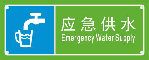 应急供水
Emergency Water Supply